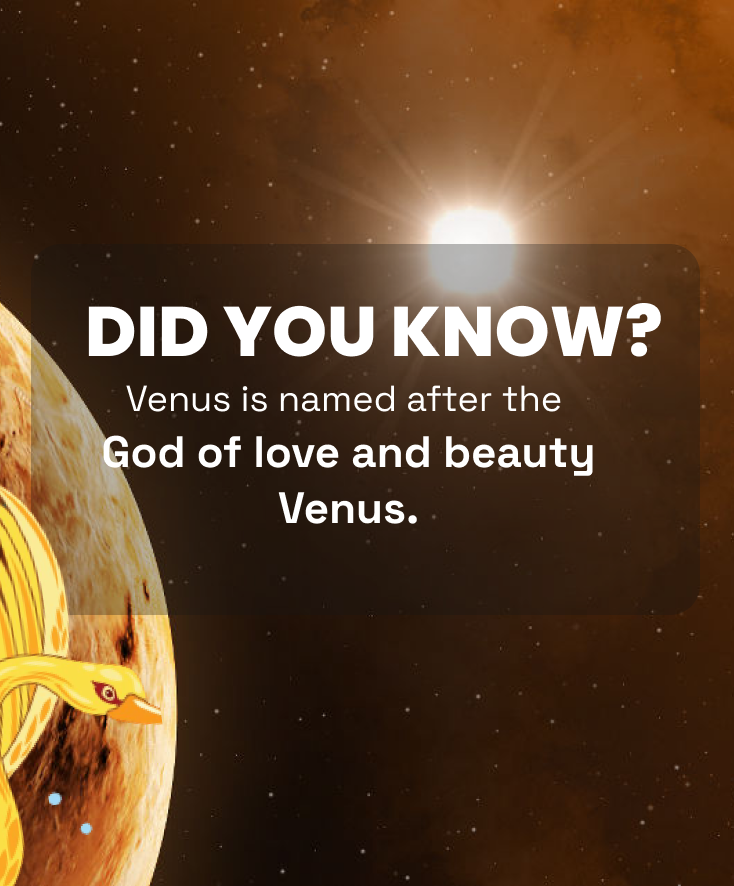 DID YOU KNOW?
Venus is named after the
God of love and beauty
Venus.